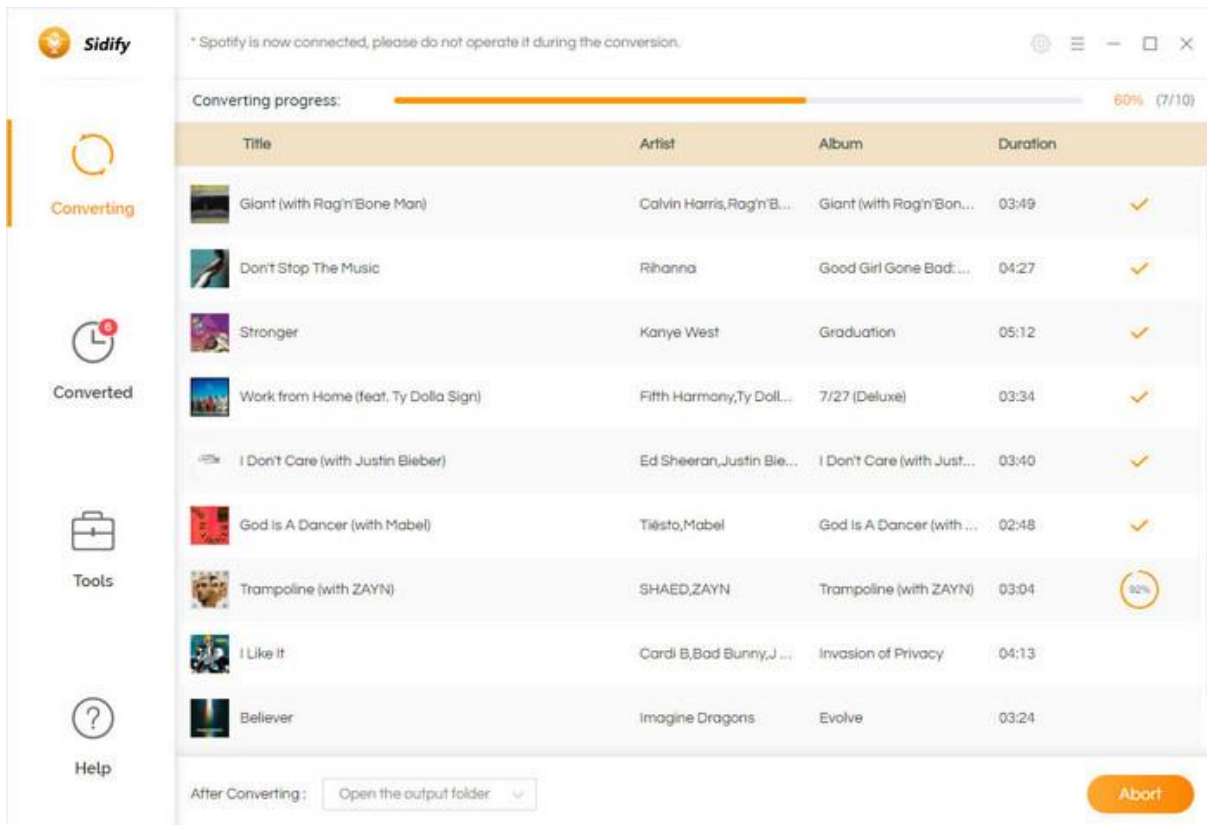 Sidify
* Spotify is now connected, please do not operate it during the conversion.
Converting progress: 60% (7/10)
Title Artist Album Duration
Converting
Giant (with Rag'n'Bone Man) Calvin Harris,Rag'n'B... Giant (with Rag'n'Bon... 03:49
Don't Stop The Music Rihanna Good Girl Gone Bad: ... 04:27
6
Stronger Kanye West Graduation 05:12
Converted
Work from Home (feat. Ty Dolla $ign) Fifth Harmony,Ty Doll... 7/27 (Deluxe) 03:34
I Don't Care (with Justin Bieber) Ed Sheeran,Justin Bie... I Don't Care (with Just... 03:40
God Is A Dancer (with Mabel) Tiësto,Mabel God Is A Dancer (with ... 02:48
Tools
Trampoline (with ZAYN) SHAED,ZAYN Trampoline (with ZAYN) 03:04 92%
I Like It Cardi B,Bad Bunny,J ... Invasion of Privacy 04:13
Believer Imagine Dragons Evolve 03:24
Help
After Converting : Open the output folder Abort